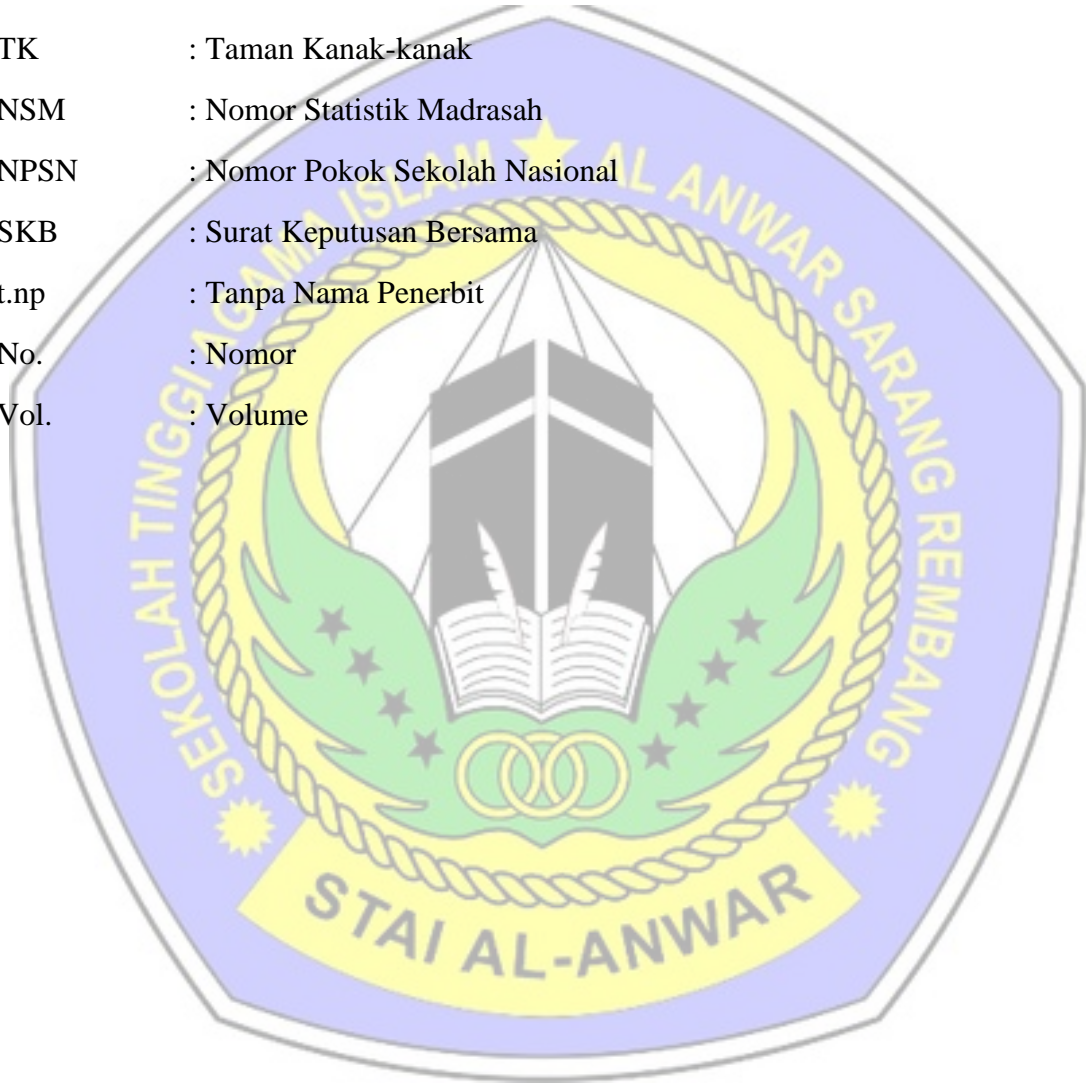 TK : Taman Kanak-kanak
NSM : Nomor Statistik Madrasah
NPSN : Nomor Pokok Sekolah Nasional
SKB : Surat Keputusan Bersama
t.np : Tanpa Nama Penerbit
No. : Nomor
Vol. : Volume
SEKOLAH TINGGI AGAMA ISLAM AL ANWAR SARANG REMBANG
STAI AL-ANWAR